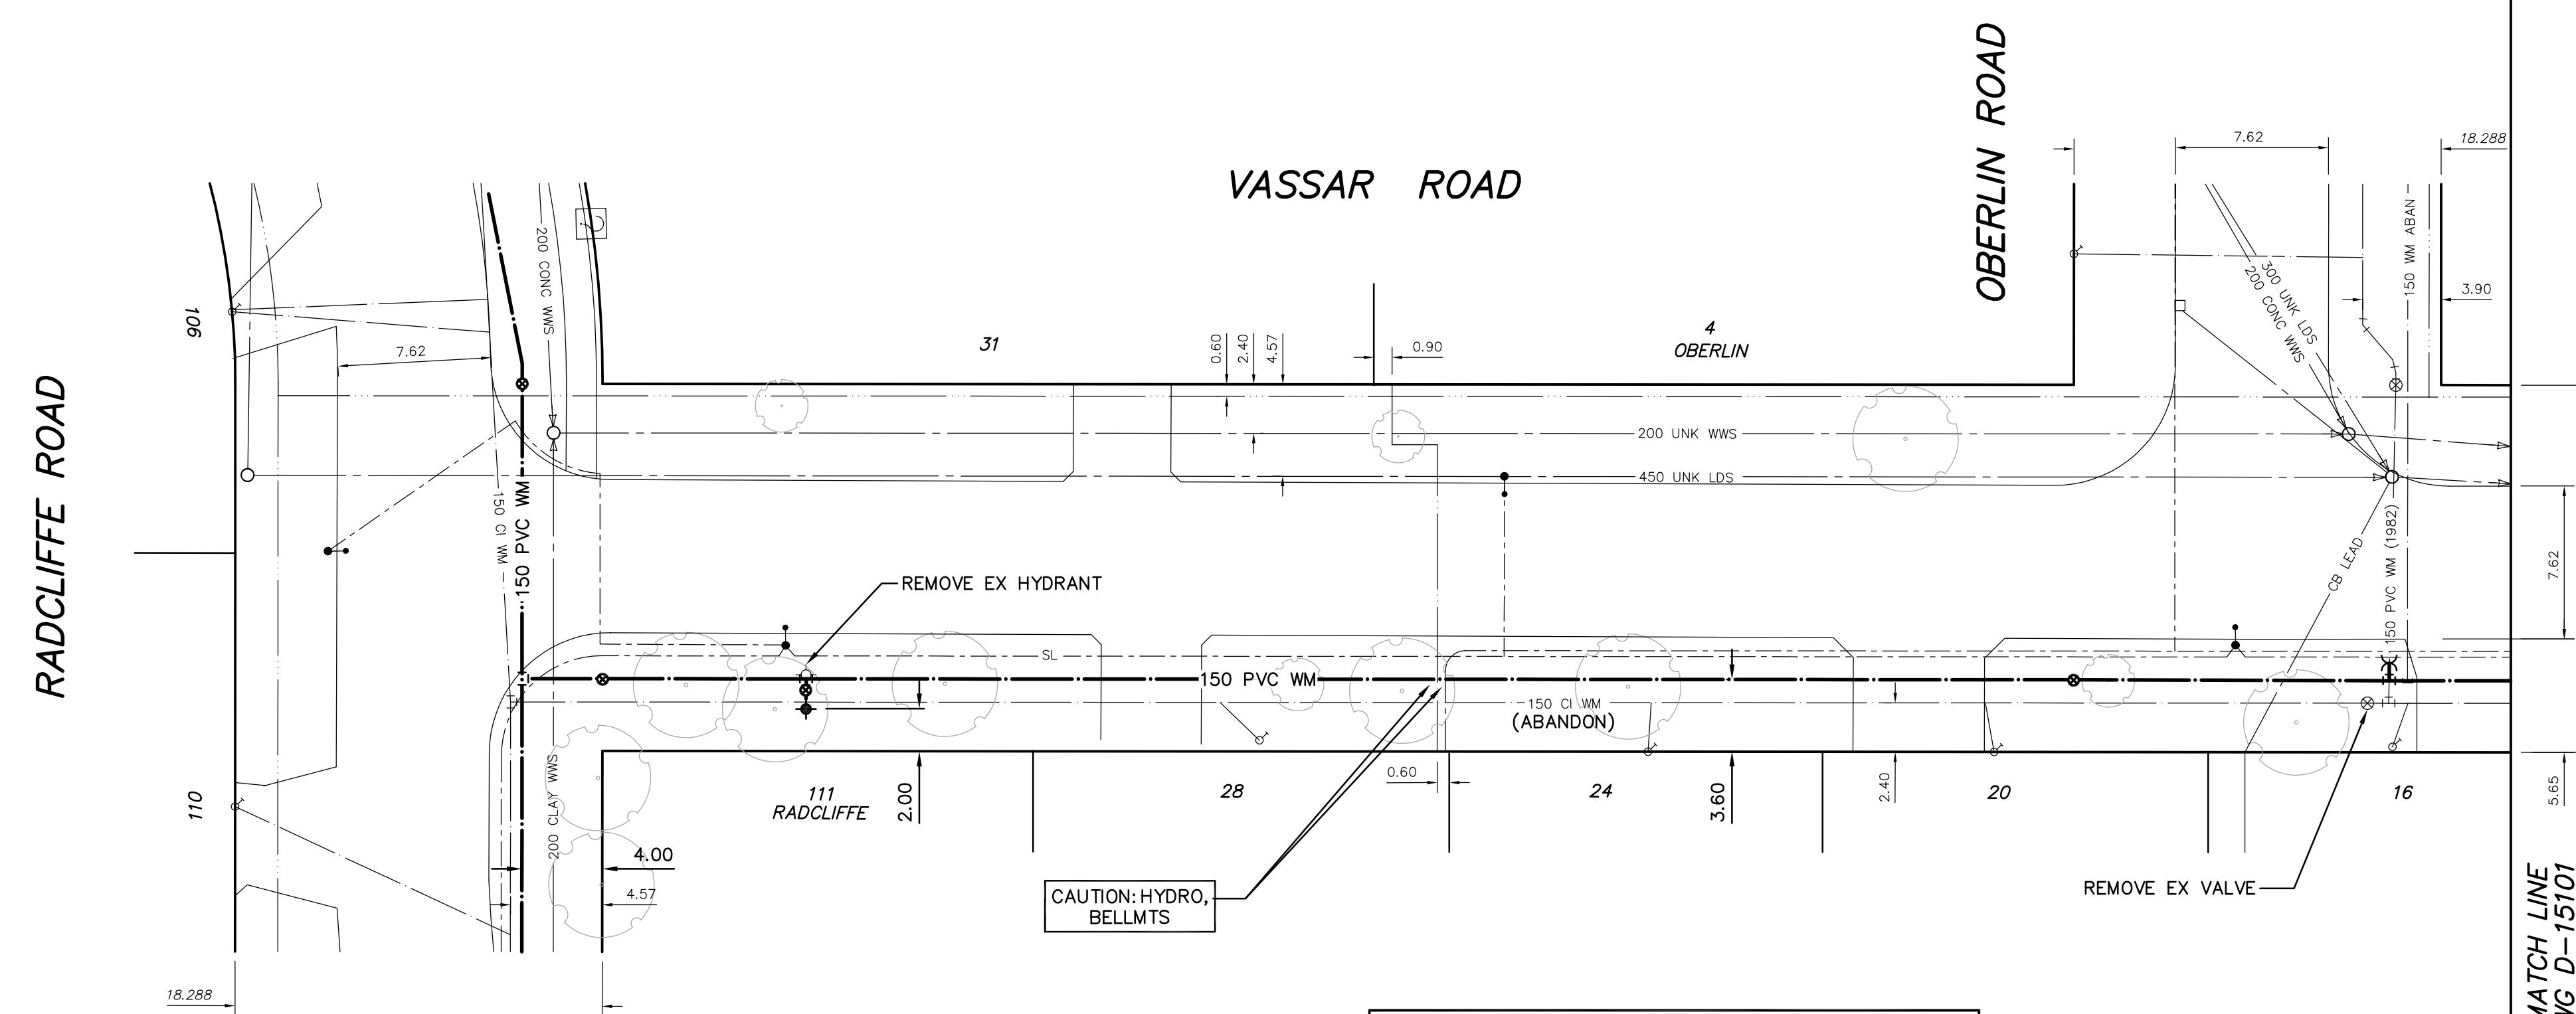 VASSAR ROAD
OBERLIN ROAD
RADCLIFFE ROAD
7.62
18.288
150 WM ABAN
3.90
300 UNK LDS
200 CONC WWS
200 CONC WWS
106
7.62
31
0.60
2.40
4.57
0.90
4
OBERLIN
200 UNK WWS
450 UNK LDS
150 CI WM
150 PVC WM
REMOVE EX HYDRANT
CB LEAD
150 PVC WM (1982)
7.62
SL
150 PVC WM
150 CI WM
(ABANDON)
200 CLAY WWS
110
111
RADCLIFFE
2.00
28
0.60
24
3.60
2.40
20
16
5.65
4.00
4.57
CAUTION: HYDRO,
BELLMTS
REMOVE EX VALVE
18.288
MATCH LINE
WG D-15101